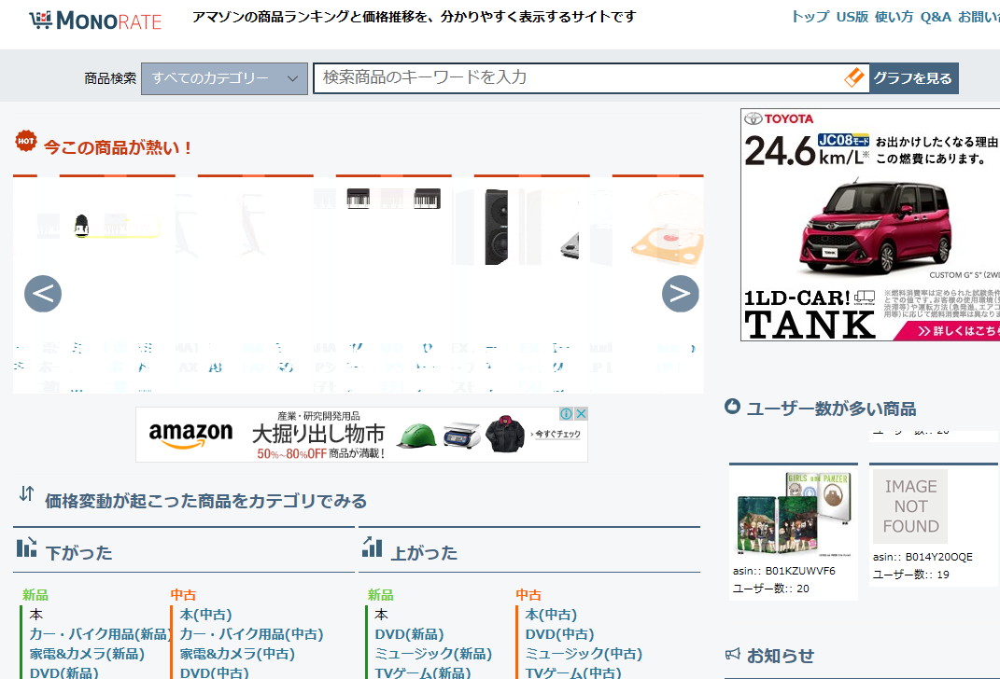 MONORATE
アマゾンの商品ランキングと価格推移を、分かりやすく表示するサイトです
トップ US版 使い方 Q&A お問い
商品検索 すべてのカテゴリー 検索商品のキーワードを入力 グラフを見る
HOT 今この商品が熱い！
< >
TOYOTA
24.6 km/L※ JC08モード
お出かけしたくなる理由
この燃費にあります。
CUSTOM G"S"(2WD
1LD-CAR!
TANK
※燃料消費率は定められた試験条件
詳しくはこちら
amazon
産業・研究開発用品
大掘り出し物市
50%～80%OFF 商品が満載！
›今すぐチェック
ユーザー数が多い商品
GIRLS und PANZER
asin:: B01KZUWVF6
ユーザー数:: 20
IMAGE
NOT
FOUND
asin:: B014Y20OQE
ユーザー数:: 19
お知らせ
価格変動が起こった商品をカテゴリでみる
下がった
新品
本
カー・バイク用品(新品)
家電&カメラ(新品)
DVD(新品)
中古
本(中古)
カー・バイク用品(中古)
家電&カメラ(中古)
DVD(中古)
上がった
新品
本
DVD(新品)
ミュージック(新品)
TVゲーム(新品)
中古
本(中古)
DVD(中古)
ミュージック(中古)
TVゲーム(中古)